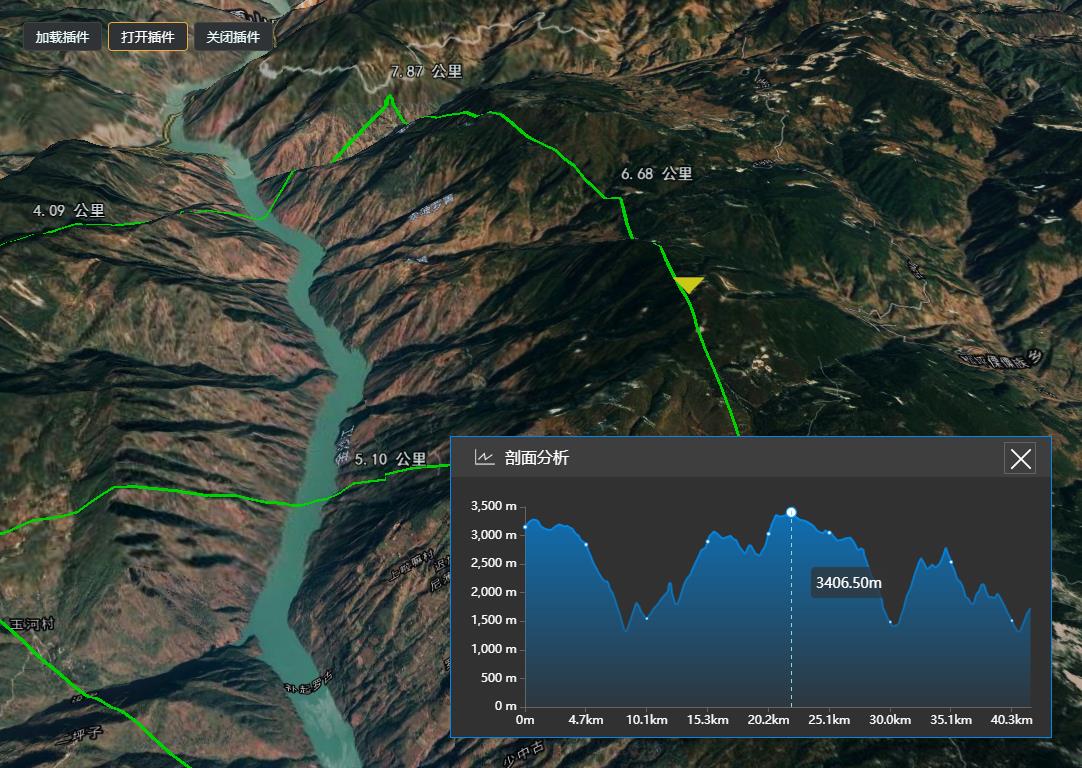 加载插件 打开插件 关闭插件
7.87 公里
6.68 公里
4.09 公里
5.10 公里
玉河村
二坪子
少中古
剖面分析
3,500 m
3,000 m
2,500 m
2,000 m
1,500 m
1,000 m
500 m
0 m
3406.50m
0m 4.7km 10.1km 15.3km 20.2km 25.1km 30.0km 35.1km 40.3km